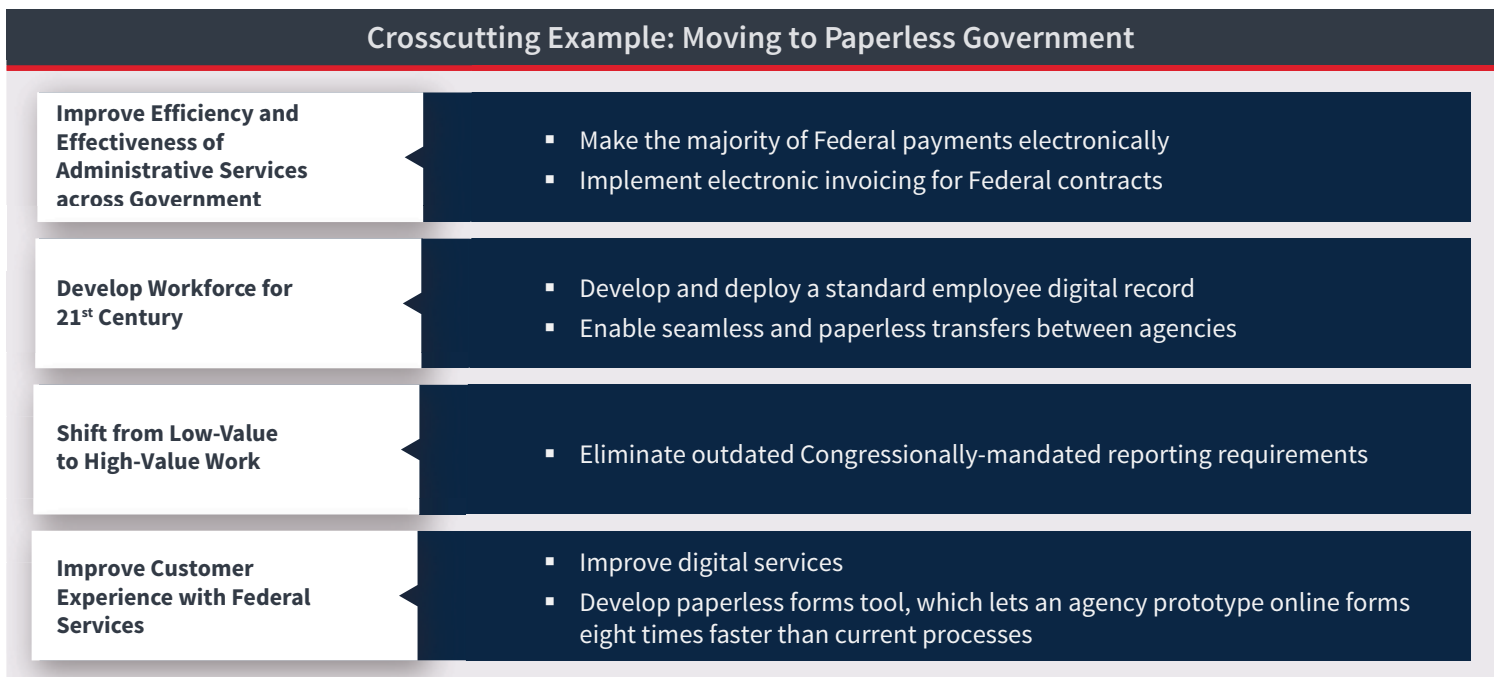 Crosscutting Example: Moving to Paperless Government
Improve Efficiency and
Effectiveness of
Administrative Services
across Government
▪ Make the majority of Federal payments electronically
▪ Implement electronic invoicing for Federal contracts
Develop Workforce for
21st Century
▪ Develop and deploy a standard employee digital record
▪ Enable seamless and paperless transfers between agencies
Shift from Low-Value
to High-Value Work
▪ Eliminate outdated Congressionally-mandated reporting requirements
Improve Customer
Experience with Federal
Services
▪ Improve digital services
▪ Develop paperless forms tool, which lets an agency prototype online forms
eight times faster than current processes